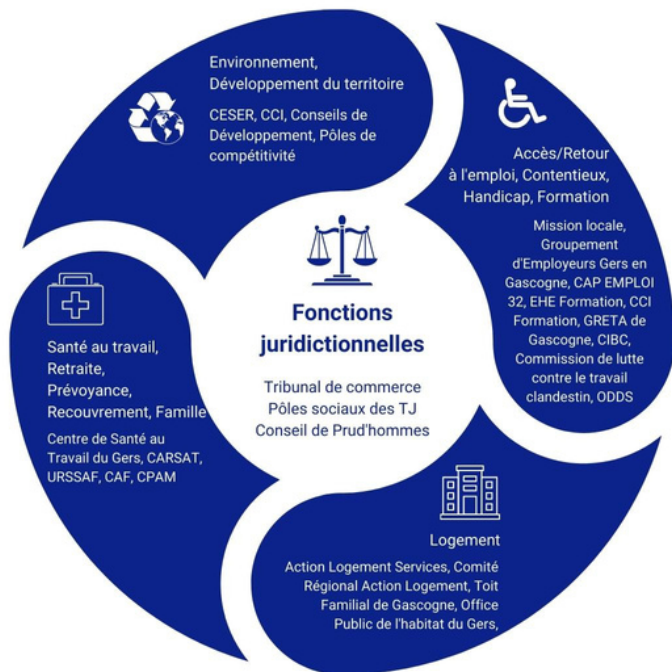 Environnement,
Développement du territoire
CESER, CCI, Conseils de
Développement, Pôles de
compétitivité
Accès/Retour
à l'emploi, Contentieux,
Handicap, Formation
Mission locale,
Groupement
d'Employeurs Gers en
Gascogne, CAP EMPLOI
32, EHE Formation, CCI
Formation, GRETA de
Gascogne, CIBC,
Commission de lutte
contre le travail
clandestin, ODDS
Fonctions
juridictionnelles
Tribunal de commerce
Pôles sociaux des TJ
Conseil de Prud'hommes
Santé au travail,
Retraite,
Prévoyance,
Recouvrement, Famille
Centre de Santé au
Travail du Gers, CARSAT,
URSSAF, CAF, CPAM
Logement
Action Logement Services, Comité
Régional Action Logement, Toit
Familial de Gascogne, Office
Public de l'habitat du Gers,